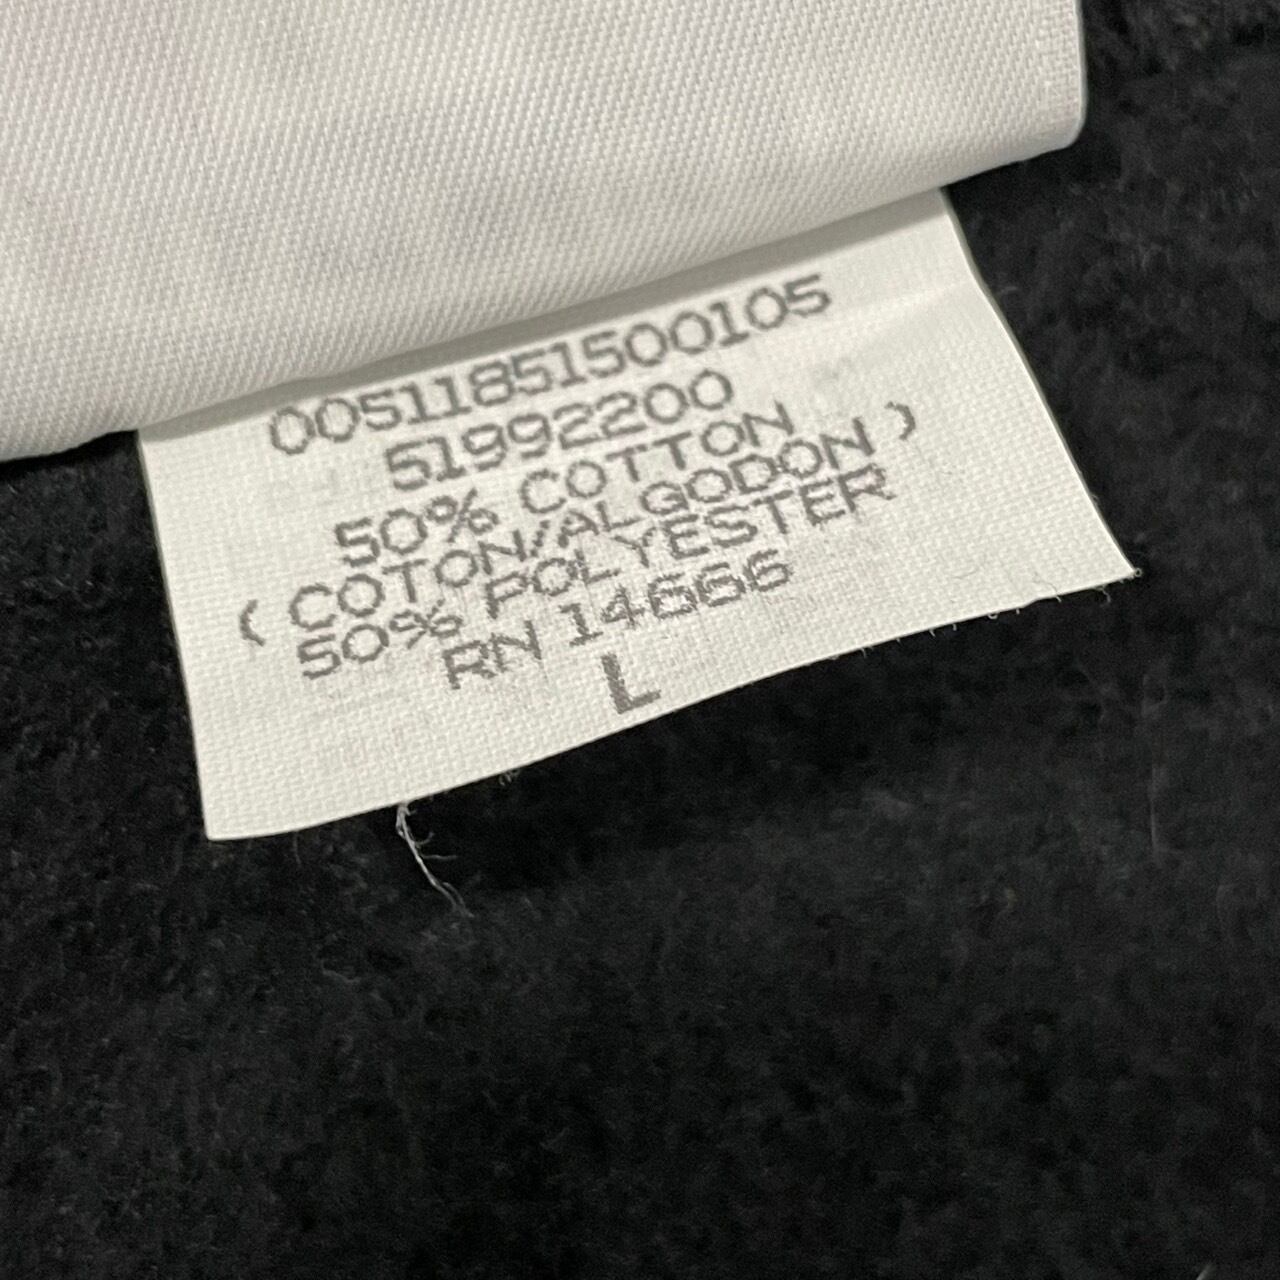 00511851500105
51992200
50% COTTON
( COTON/ALGODON )
50% POLYESTER
RN 14666
L